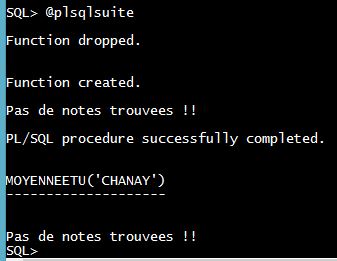 SQL> @plsqlsuite
Function dropped.
Function created.
Pas de notes trouvees !!
PL/SQL procedure successfully completed.
MOYENNEETU('CHANAY')
--------------------
Pas de notes trouvees !!
SQL>